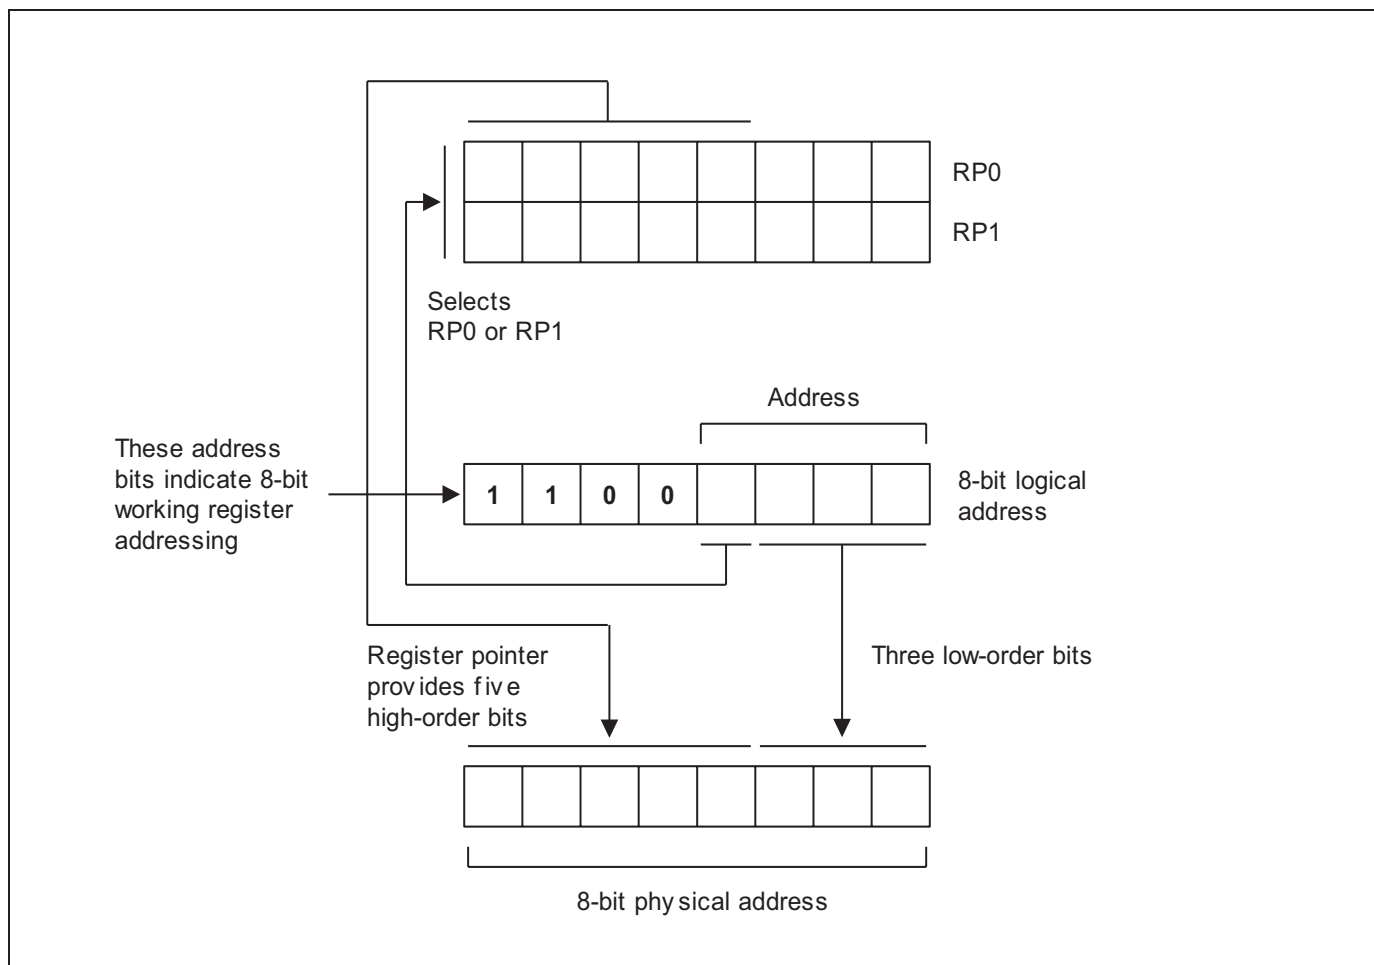 RP0
RP1
Selects
RP0 or RP1
Address
These address
bits indicate 8-bit
working register
addressing
1 1 0 0
8-bit logical
address
Register pointer
provides five
high-order bits
Three low-order bits
8-bit physical address